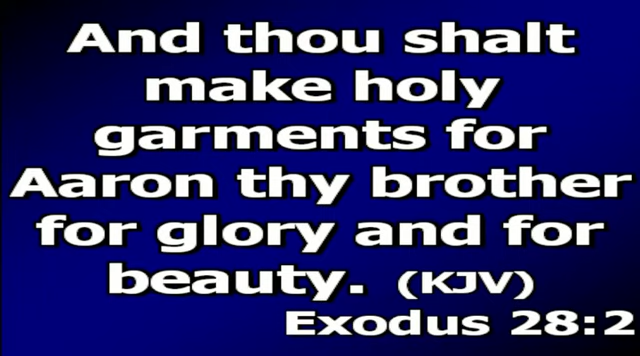 And thou shalt
make holy
garments for
Aaron thy brother
for glory and for
beauty. (KJV)
Exodus 28:2